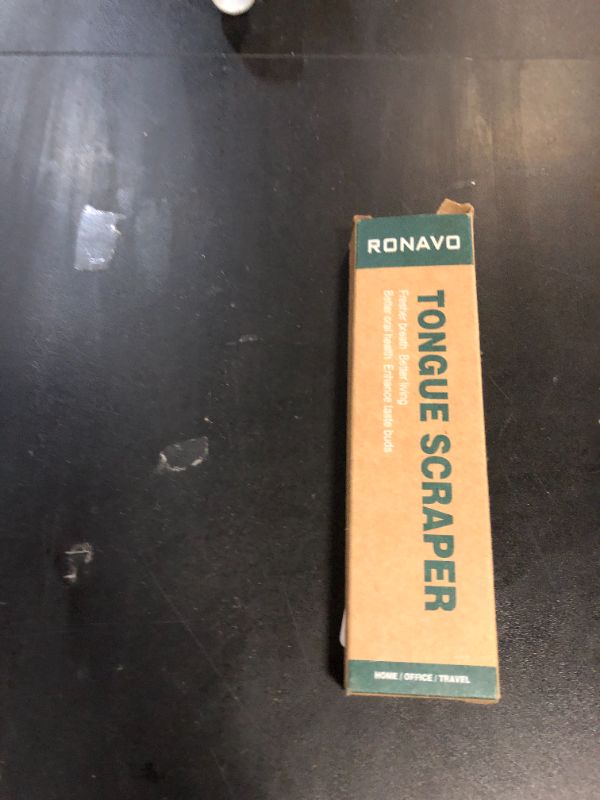 RONAVO
TONGUE SCRAPER
Fresher breath Better living
Better oral health Enhance taste buds
HOME / OFFICE / TRAVEL